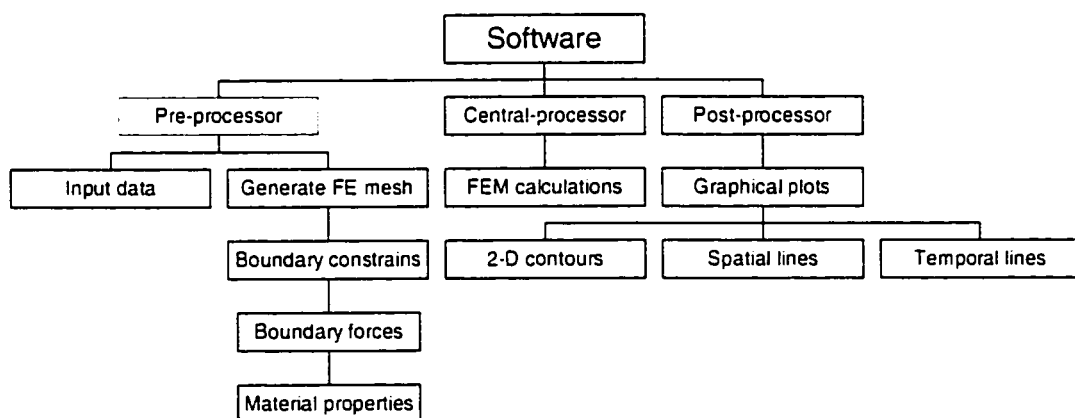 Software
Pre-processor
Central-processor
Post-processor
Input data
Generate FE mesh
FEM calculations
Graphical plots
Boundary constrains
2-D contours
Spatial lines
Temporal lines
Boundary forces
Material properties